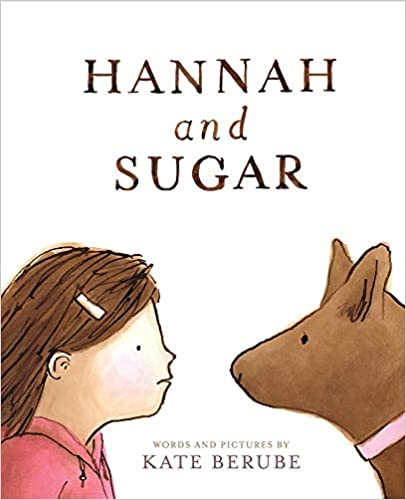 HANNAH
and
SUGAR
WORDS AND PICTURES BY
KATE BERUBE